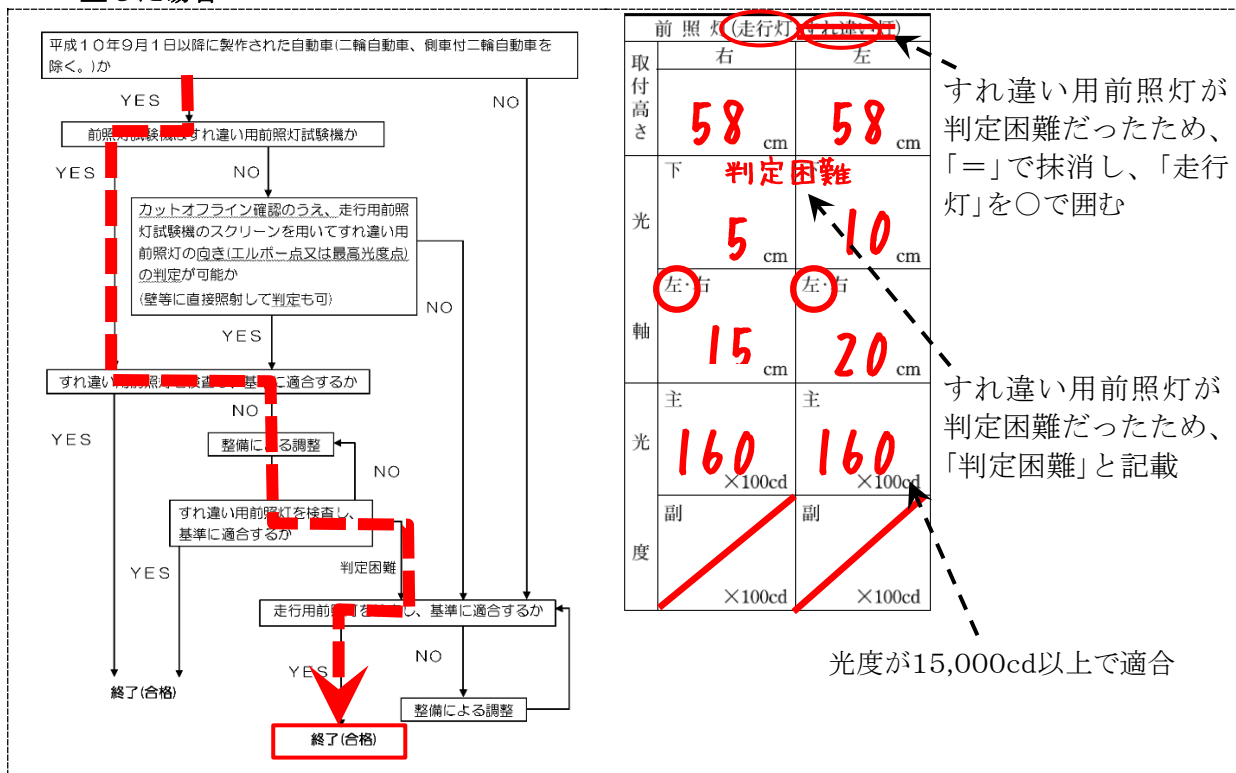 平成１０年9月１日以降に製作された自動車(二輪自動車、側車付二輪自動車を
除く。)か
YES
NO
前照灯試験機はすれ違い用前照灯試験機か
YES
NO
カットオフライン確認のうえ、走行用前照
灯試験機のスクリーンを用いてすれ違い用
前照灯の向き(エルボー点又は最高光度点)
の判定が可能か
(壁等に直接照射して判定も可)
NO
YES
すれ違い用前照灯を検査し、基準に適合するか
NO
YES
整備による調整
NO
すれ違い用前照灯を検査し、
基準に適合するか
YES
判定困難
走行用前照灯を検査し、基準に適合するか
YES
NO
終了(合格)
整備による調整
終了(合格)
前照灯(走行灯 すれ違い灯)
取付高さ
右
左
58 cm
58 cm
光
下
判定困難
5 cm
10 cm
軸
左・右
左・右
15 cm
20 cm
光
主
主
160 ×100cd
160 ×100cd
度
副
副
×100cd
×100cd
すれ違い用前照灯が
判定困難だったため、
「＝」で抹消し、「走行
灯」を○で囲む
すれ違い用前照灯が
判定困難だったため、
「判定困難」と記載
光度が15,000cd以上で適合